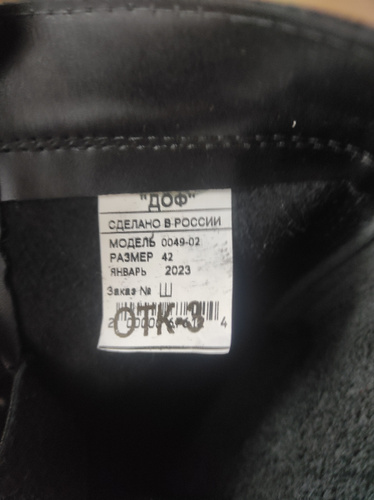 "ДОФ"
СДЕЛАНО В РОССИИ
МОДЕЛЬ 0049-02
РАЗМЕР 42
ЯНВАРЬ 2023
Заказ № Ш
ОТК-3